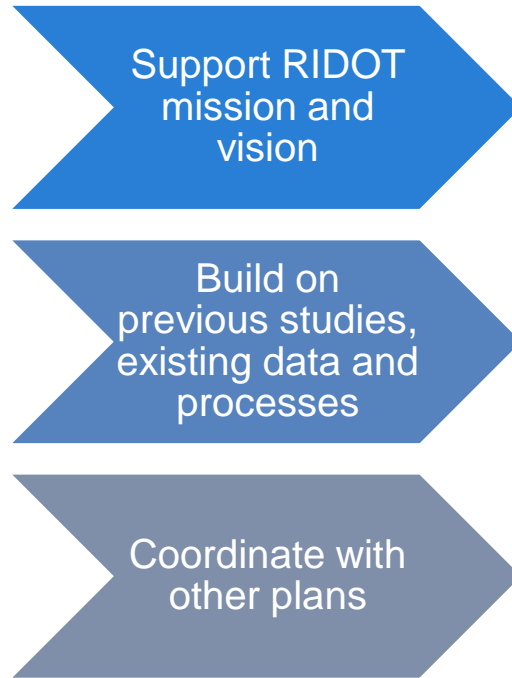 Support RIDOT
mission and
vision
Build on
previous studies,
existing data and
processes
Coordinate with
other plans